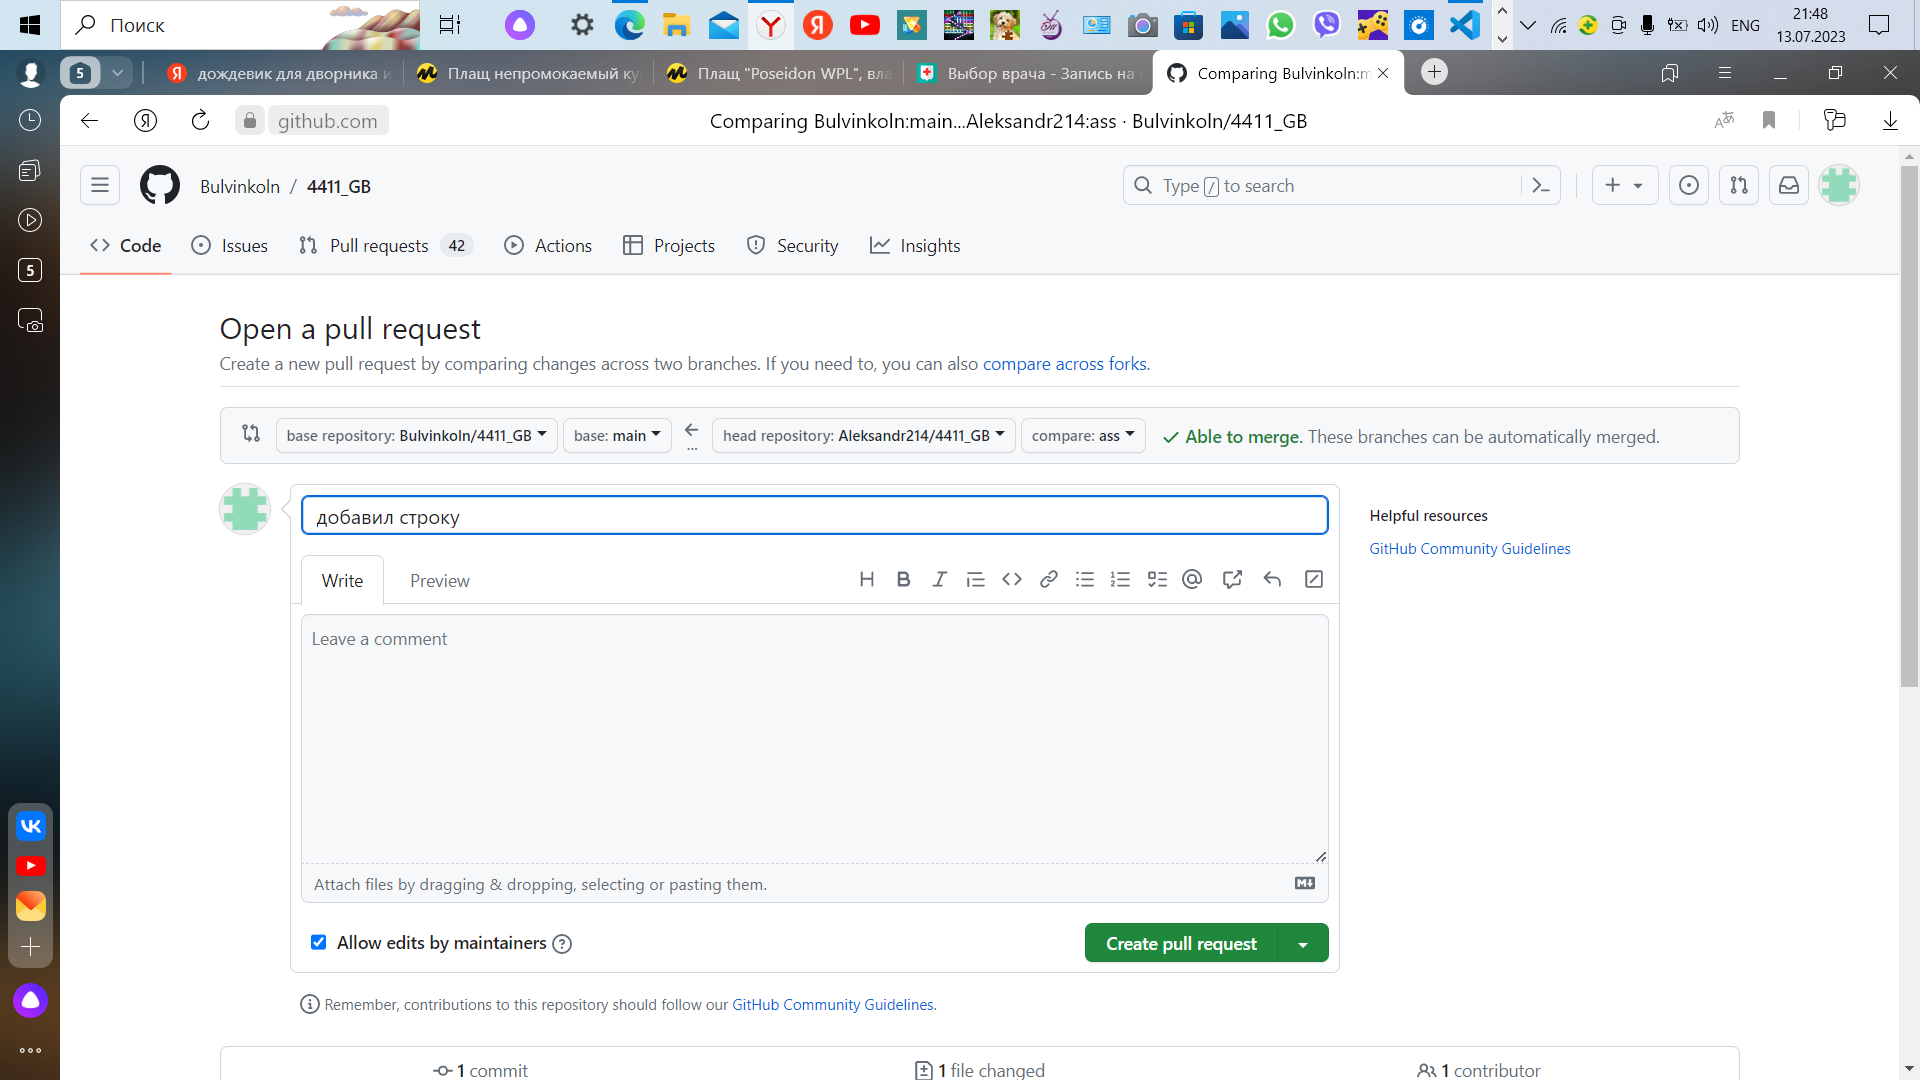 Поиск
ENG
21:48
13.07.2023
5
дождевик для дворника и
Плащ непромокаемый ку
Плащ "Poseidon WPL", вла
Выбор врача - Запись на
Comparing Bulvinkoln:m
github.com
Comparing Bulvinkoln:main...Aleksandr214:ass · Bulvinkoln/4411_GB
Bulvinkoln / 4411_GB
Type / to search
Code
Issues
Pull requests 42
Actions
Projects
Security
Insights
5
Open a pull request
Create a new pull request by comparing changes across two branches. If you need to, you can also compare across forks.
base repository: Bulvinkoln/4411_GB
base: main
...
head repository: Aleksandr214/4411_GB
compare: ass
Able to merge. These branches can be automatically merged.
добавил строку
Helpful resources
GitHub Community Guidelines
Write
Preview
Leave a comment
Attach files by dragging & dropping, selecting or pasting them.
Allow edits by maintainers
Create pull request
Remember, contributions to this repository should follow our GitHub Community Guidelines.
1 commit
1 file changed
1 contributor